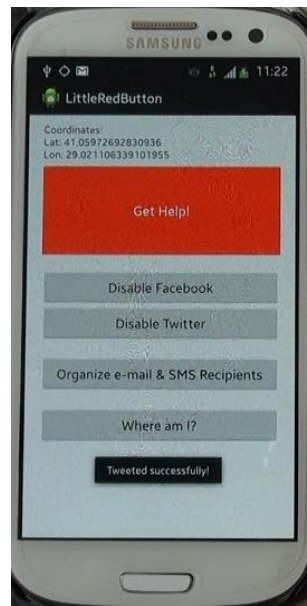 SAMSUNG
11:22
LittleRedButton
Coordinates:
Lat: 41.05972692830936
Lon: 29.021106339101955
Get Help!
Disable Facebook
Disable Twitter
Organize e-mail & SMS Recipients
Where am I?
Tweeted successfully!